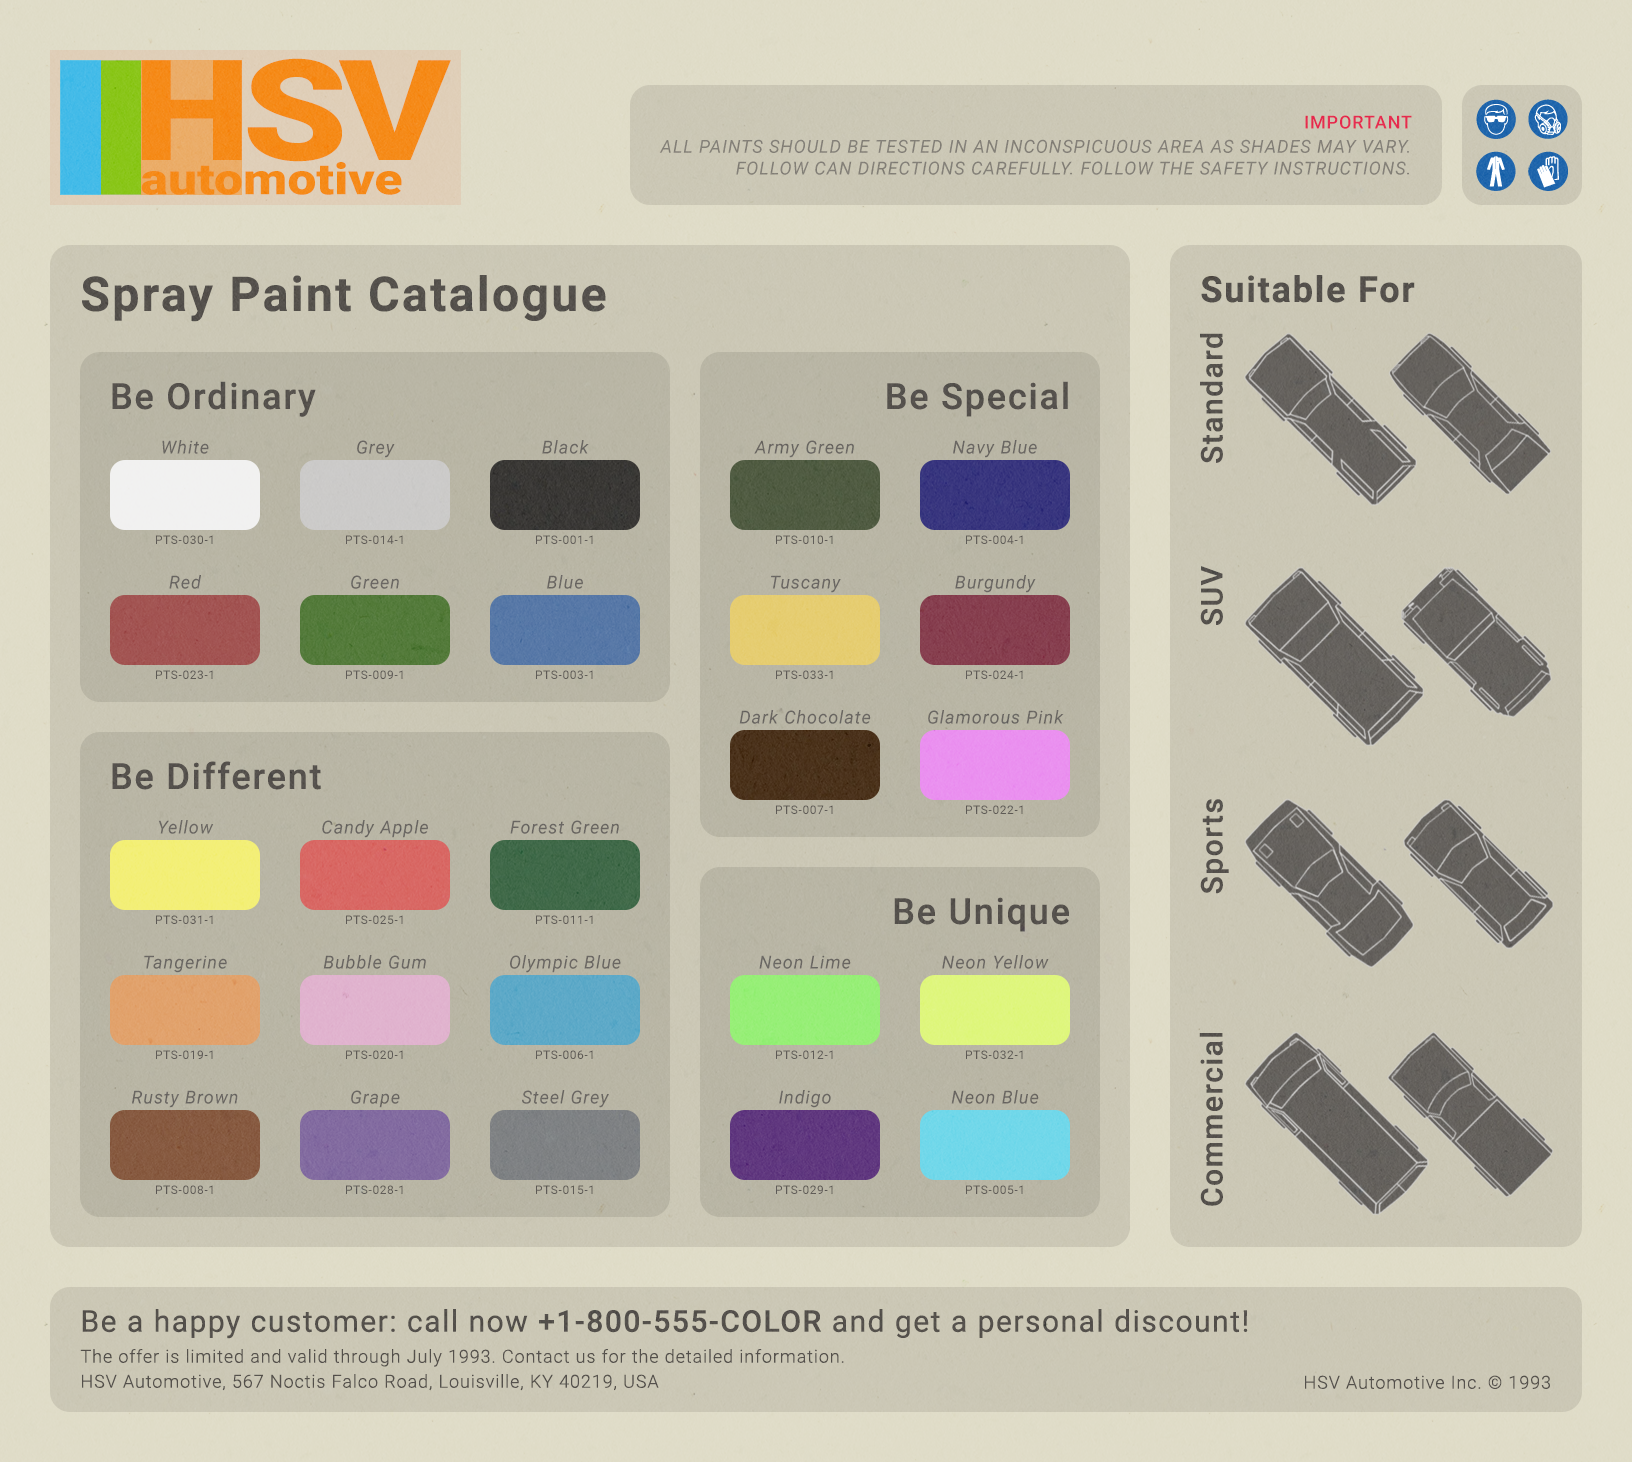 HSV
automotive
IMPORTANT
ALL PAINTS SHOULD BE TESTED IN AN INCONSPICUOUS AREA AS SHADES MAY VARY.
FOLLOW CAN DIRECTIONS CAREFULLY. FOLLOW THE SAFETY INSTRUCTIONS.
Spray Paint Catalogue
Be Ordinary
White Grey Black
PTS-030-1 PTS-014-1 PTS-001-1
Red Green Blue
PTS-023-1 PTS-009-1 PTS-003-1
Be Different
Yellow Candy Apple Forest Green
PTS-031-1 PTS-025-1 PTS-011-1
Tangerine Bubble Gum Olympic Blue
PTS-019-1 PTS-020-1 PTS-006-1
Rusty Brown Grape Steel Grey
PTS-008-1 PTS-028-1 PTS-015-1
Be Special
Army Green Navy Blue
PTS-010-1 PTS-004-1
Tuscany Burgundy
PTS-033-1 PTS-024-1
Dark Chocolate Glamorous Pink
PTS-007-1 PTS-022-1
Be Unique
Neon Lime Neon Yellow
PTS-012-1 PTS-032-1
Indigo Neon Blue
PTS-029-1 PTS-005-1
Suitable For
Standard
SUV
Sports
Commercial
Be a happy customer: call now +1-800-555-COLOR and get a personal discount!
The offer is limited and valid through July 1993. Contact us for the detailed information.
HSV Automotive, 567 Noctis Falco Road, Louisville, KY 40219, USA
HSV Automotive Inc. © 1993